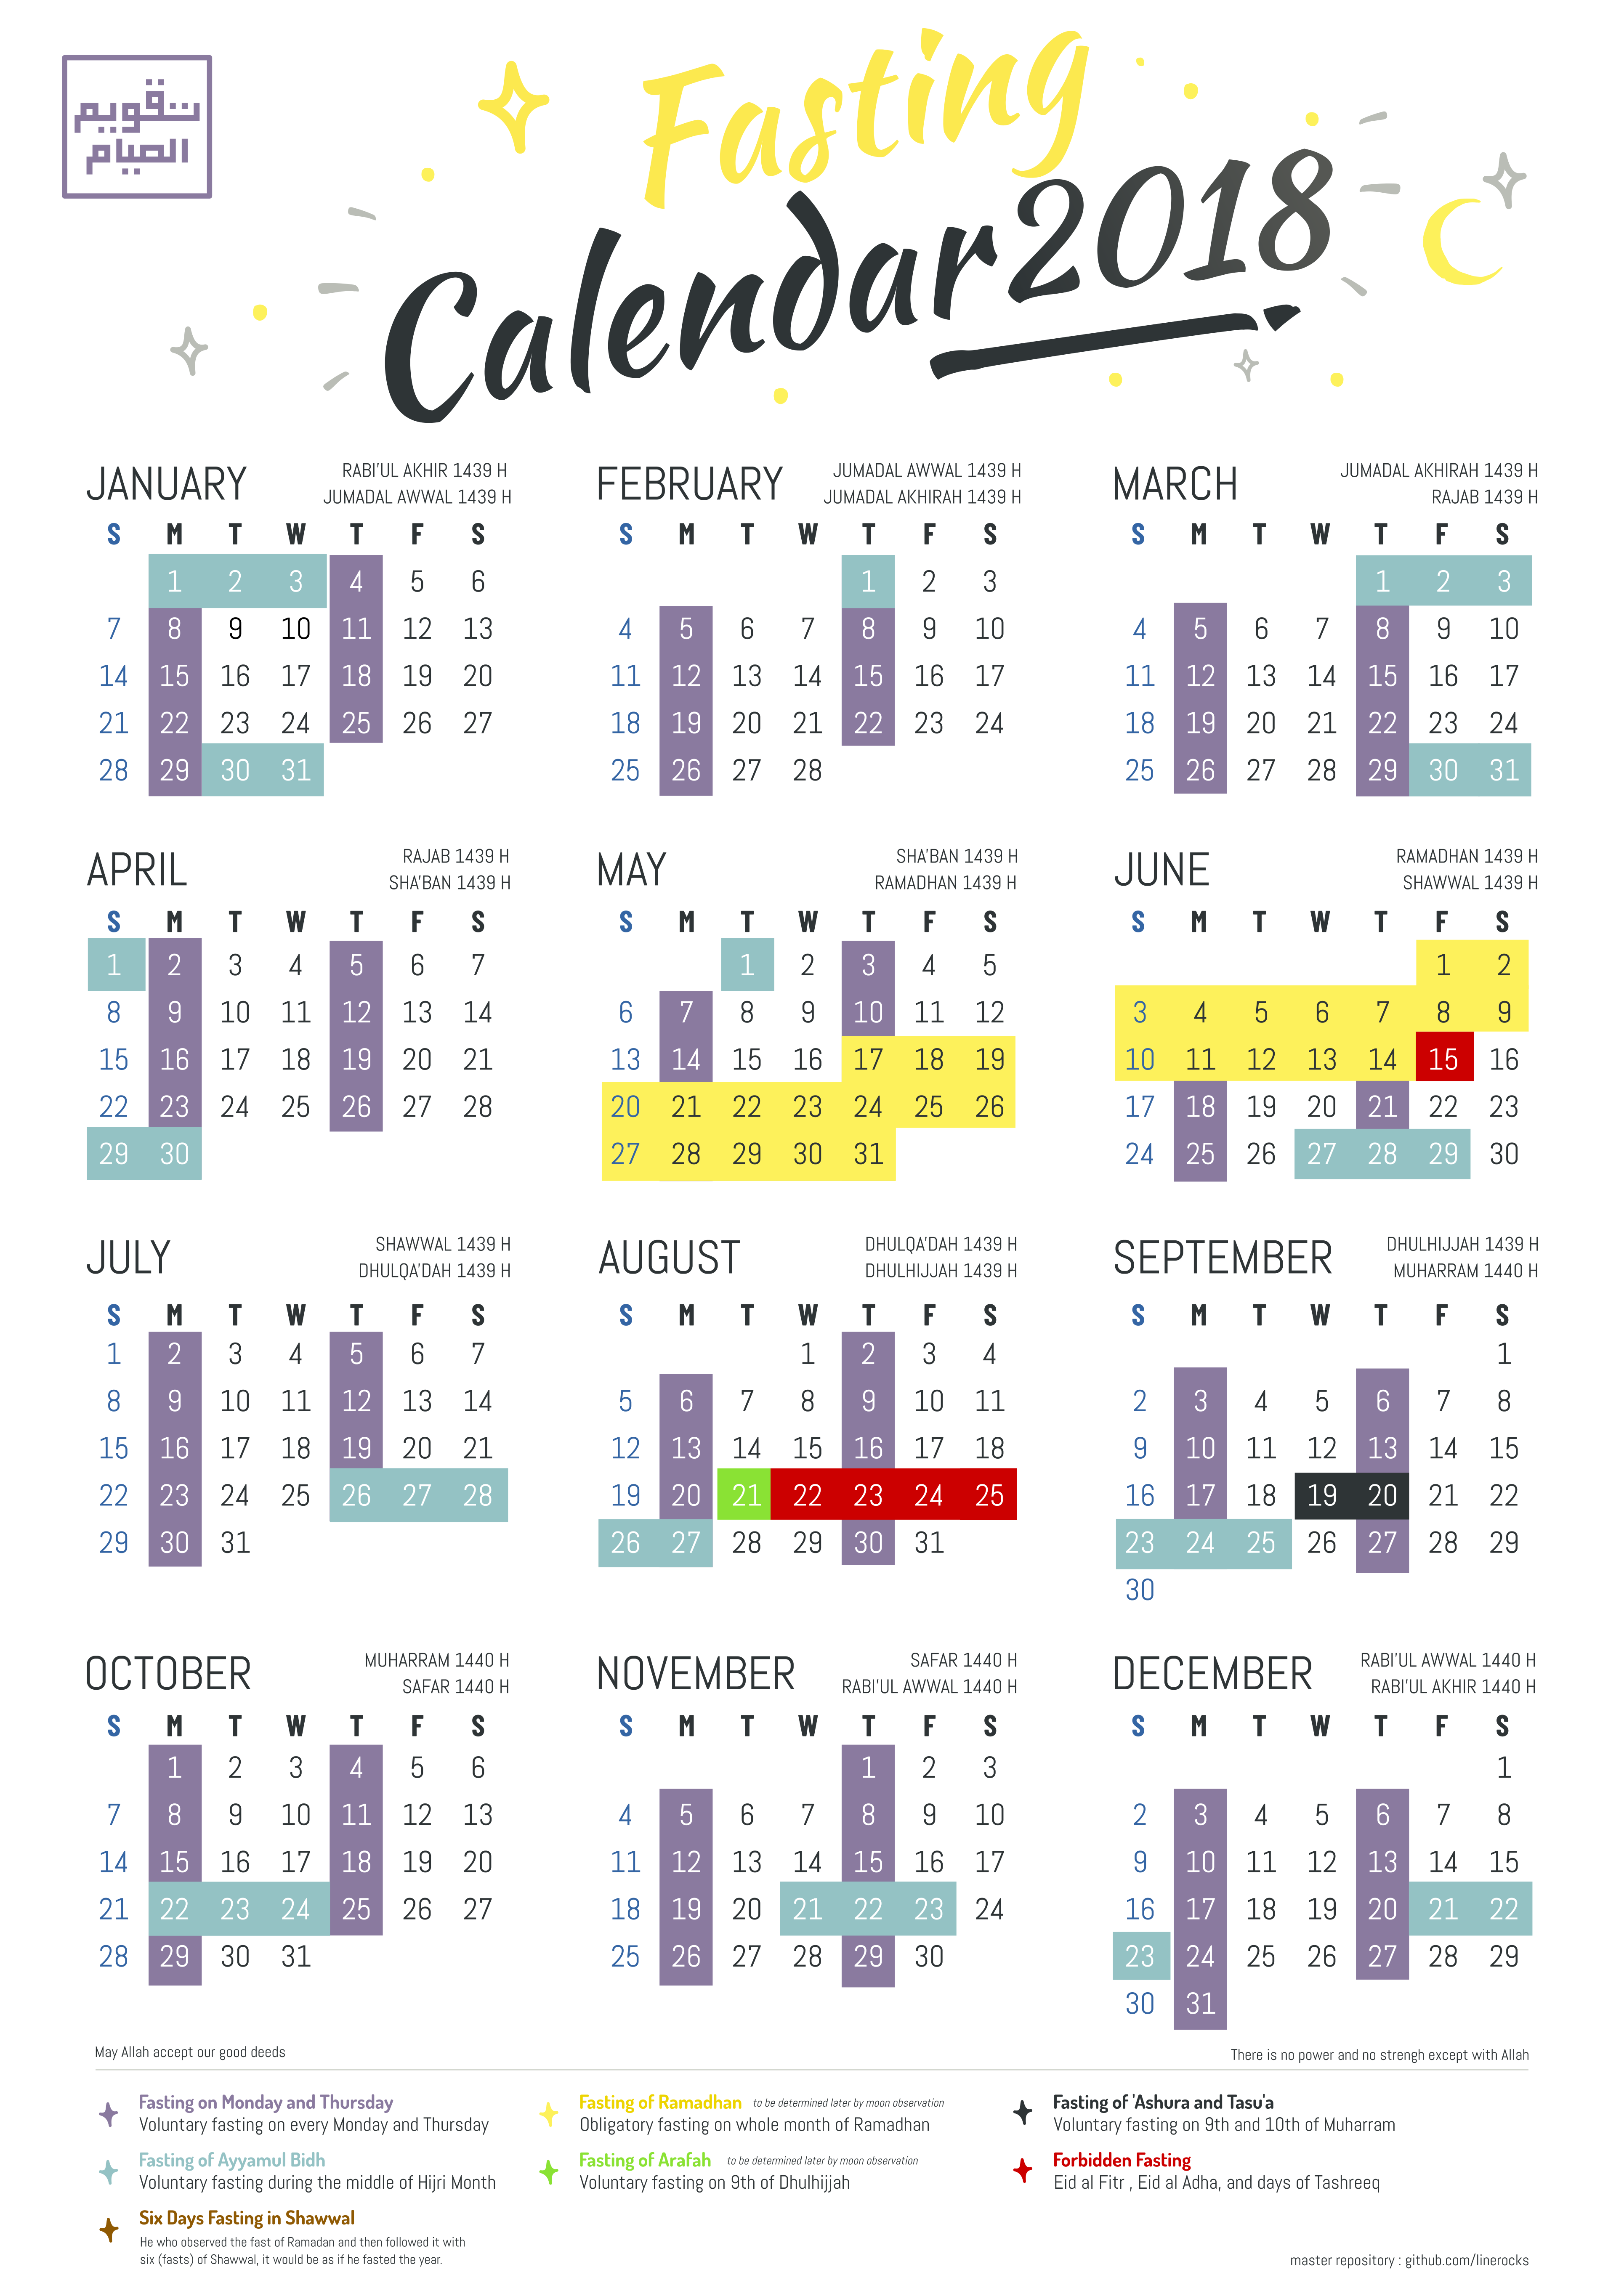 تقويم
الصيام
Fasting
Calendar 2018
JANUARY
RABI'UL AKHIR 1439 H
JUMADAL AWWAL 1439 H
S M T W T F S
1 2 3 4 5 6
7 8 9 10 11 12 13
14 15 16 17 18 19 20
21 22 23 24 25 26 27
28 29 30 31
FEBRUARY
JUMADAL AWWAL 1439 H
JUMADAL AKHIRAH 1439 H
S M T W T F S
1 2 3
4 5 6 7 8 9 10
11 12 13 14 15 16 17
18 19 20 21 22 23 24
25 26 27 28
MARCH
JUMADAL AKHIRAH 1439 H
RAJAB 1439 H
S M T W T F S
1 2 3
4 5 6 7 8 9 10
11 12 13 14 15 16 17
18 19 20 21 22 23 24
25 26 27 28 29 30 31
APRIL
RAJAB 1439 H
SHA'BAN 1439 H
S M T W T F S
1 2 3 4 5 6 7
8 9 10 11 12 13 14
15 16 17 18 19 20 21
22 23 24 25 26 27 28
29 30
MAY
SHA'BAN 1439 H
RAMADHAN 1439 H
S M T W T F S
1 2 3 4 5
6 7 8 9 10 11 12
13 14 15 16 17 18 19
20 21 22 23 24 25 26
27 28 29 30 31
JUNE
RAMADHAN 1439 H
SHAWWAL 1439 H
S M T W T F S
1 2
3 4 5 6 7 8 9
10 11 12 13 14 15 16
17 18 19 20 21 22 23
24 25 26 27 28 29 30
JULY
SHAWWAL 1439 H
DHULQA'DAH 1439 H
S M T W T F S
1 2 3 4 5 6 7
8 9 10 11 12 13 14
15 16 17 18 19 20 21
22 23 24 25 26 27 28
29 30 31
AUGUST
DHULQA'DAH 1439 H
DHULHIJJAH 1439 H
S M T W T F S
1 2 3 4
5 6 7 8 9 10 11
12 13 14 15 16 17 18
19 20 21 22 23 24 25
26 27 28 29 30 31
SEPTEMBER
DHULHIJJAH 1439 H
MUHARRAM 1440 H
S M T W T F S
1
2 3 4 5 6 7 8
9 10 11 12 13 14 15
16 17 18 19 20 21 22
23 24 25 26 27 28 29
30
OCTOBER
MUHARRAM 1440 H
SAFAR 1440 H
S M T W T F S
1 2 3 4 5 6
7 8 9 10 11 12 13
14 15 16 17 18 19 20
21 22 23 24 25 26 27
28 29 30 31
NOVEMBER
SAFAR 1440 H
RABI'UL AWWAL 1440 H
S M T W T F S
1 2 3
4 5 6 7 8 9 10
11 12 13 14 15 16 17
18 19 20 21 22 23 24
25 26 27 28 29 30
DECEMBER
RABI'UL AWWAL 1440 H
RABI'UL AKHIR 1440 H
S M T W T F S
1
2 3 4 5 6 7 8
9 10 11 12 13 14 15
16 17 18 19 20 21 22
23 24 25 26 27 28 29
30 31
May Allah accept our good deeds
There is no power and no strengh except with Allah
Fasting on Monday and Thursday
Voluntary fasting on every Monday and Thursday
Fasting of Ayyamul Bidh
Voluntary fasting during the middle of Hijri Month
Six Days Fasting in Shawwal
He who observed the fast of Ramadan and then followed it with
six (fasts) of Shawwal, it would be as if he fasted the year.
Fasting of Ramadhan to be determined later by moon observation
Obligatory fasting on whole month of Ramadhan
Fasting of Arafah to be determined later by moon observation
Voluntary fasting on 9th of Dhulhijjah
Fasting of 'Ashura and Tasu'a
Voluntary fasting on 9th and 10th of Muharram
Forbidden Fasting
Eid al Fitr , Eid al Adha, and days of Tashreeq
master repository : github.com/linerocks